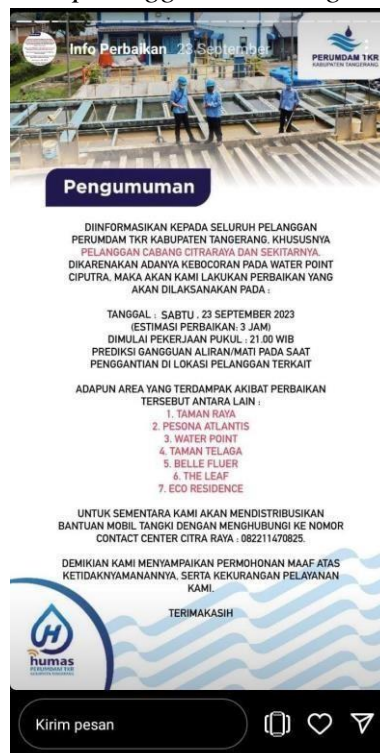 Info Perbaikan 23 September
PERUMDAM TKR
KABUPATEN TANGERANG
Pengumuman
DIINFORMASIKAN KEPADA SELURUH PELANGGAN
PERUMDAM TKR KABUPATEN TANGERANG, KHUSUSNYA
PELANGGAN CABANG CITRARAYA DAN SEKITARNYA.
DIKARENAKAN ADANYA KEBOCORAN PADA WATER POINT
CIPUTRA, MAKA AKAN KAMI LAKUKAN PERBAIKAN YANG
AKAN DILAKSANAKAN PADA :
TANGGAL : SABTU , 23 SEPTEMBER 2023
(ESTIMASI PERBAIKAN: 3 JAM)
DIMULAI PEKERJAAN PUKUL : 21.00 WIB
PREDIKSI GANGGUAN ALIRAN/MATI PADA SAAT
PENGGANTIAN DI LOKASI PELANGGAN TERKAIT
ADAPUN AREA YANG TERDAMPAK AKIBAT PERBAIKAN
TERSEBUT ANTARA LAIN :
1. TAMAN RAYA
2. PESONA ATLANTIS
3. WATER POINT
4. TAMAN TELAGA
5. BELLE FLUER
6. THE LEAF
7. ECO RESIDENCE
UNTUK SEMENTARA KAMI AKAN MENDISTRIBUSIKAN
BANTUAN MOBIL TANGKI DENGAN MENGHUBUNGI KE NOMOR
CONTACT CENTER CITRA RAYA : 082211470825.
DEMIKIAN KAMI MENYAMPAIKAN PERMOHONAN MAAF ATAS
KETIDAKNYAMANANNYA, SERTA KEKURANGAN PELAYANAN
KAMI.
TERIMAKASIH
humas
PERUMDAM TKR
KABUPATEN TANGERANG
Kirim pesan